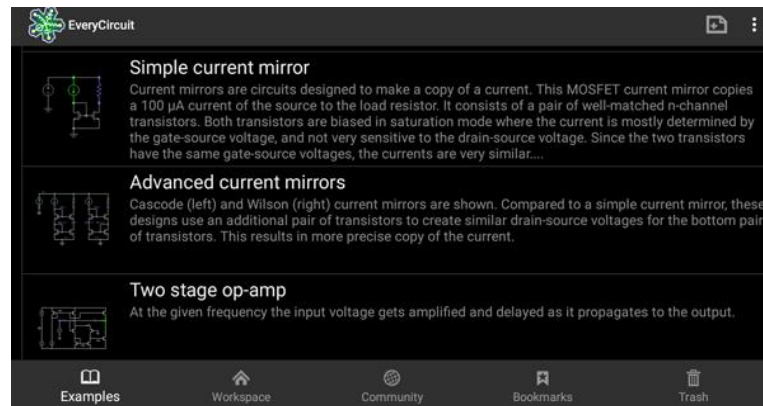 EveryCircuit
Simple current mirror
Current mirrors are circuits designed to make a copy of a current. This MOSFET current mirror copies
a 100 µA current of the source to the load resistor. It consists of a pair of well-matched n-channel
transistors. Both transistors are biased in saturation mode where the current is mostly determined by
the gate-source voltage, and not very sensitive to the drain-source voltage. Since the two transistors
have the same gate-source voltages, the currents are very similar....
Advanced current mirrors
Cascode (left) and Wilson (right) current mirrors are shown. Compared to a simple current mirror, these
designs use an additional pair of transistors to create similar drain-source voltages for the bottom pair
of transistors. This results in more precise copy of the current.
Two stage op-amp
At the given frequency the input voltage gets amplified and delayed as it propagates to the output.
Examples
Workspace
Community
Bookmarks
Trash